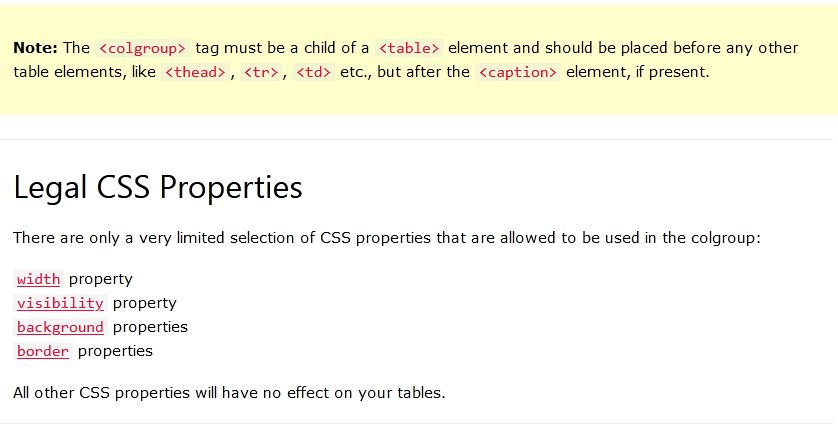 Note: The <colgroup> tag must be a child of a <table> element and should be placed before any other
table elements, like <thead>, <tr>, <td> etc., but after the <caption> element, if present.
Legal CSS Properties
There are only a very limited selection of CSS properties that are allowed to be used in the colgroup:
width property
visibility property
background properties
border properties
All other CSS properties will have no effect on your tables.